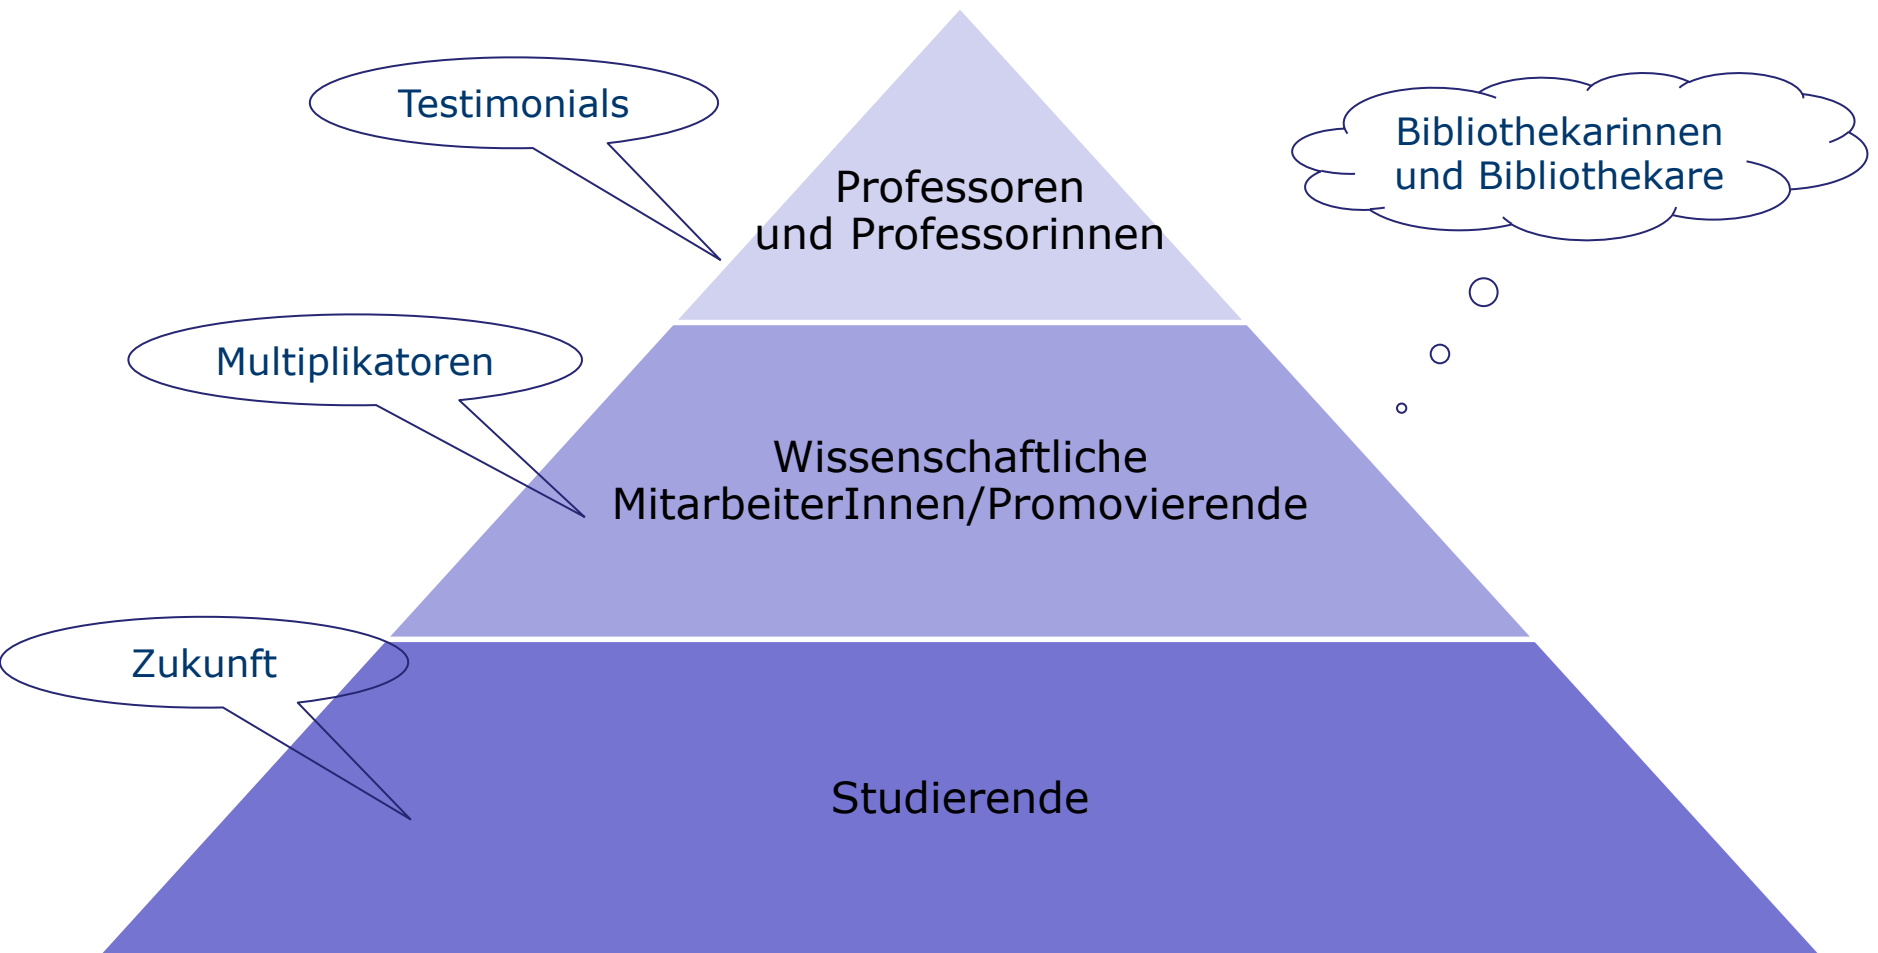 Testimonials
Bibliothekarinnen
und Bibliothekare
Professoren
und Professorinnen
Multiplikatoren
Wissenschaftliche
MitarbeiterInnen/Promovierende
Zukunft
Studierende